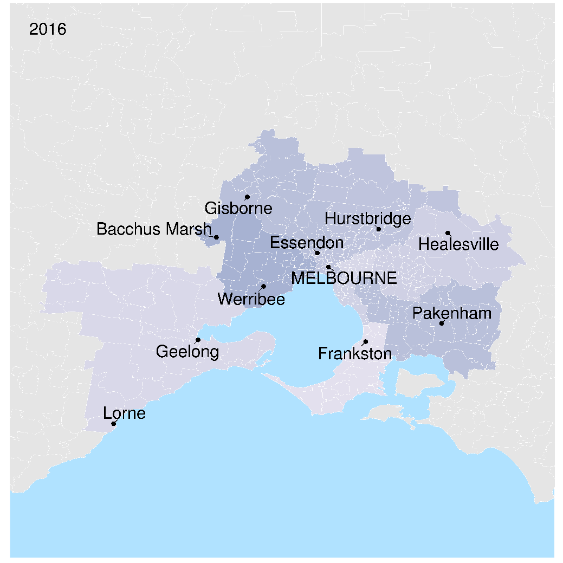 2016
Gisborne
Bacchus Marsh
Hurstbridge
Essendon
Healesville
MELBOURNE
Werribee
Pakenham
Geelong
Frankston
Lorne